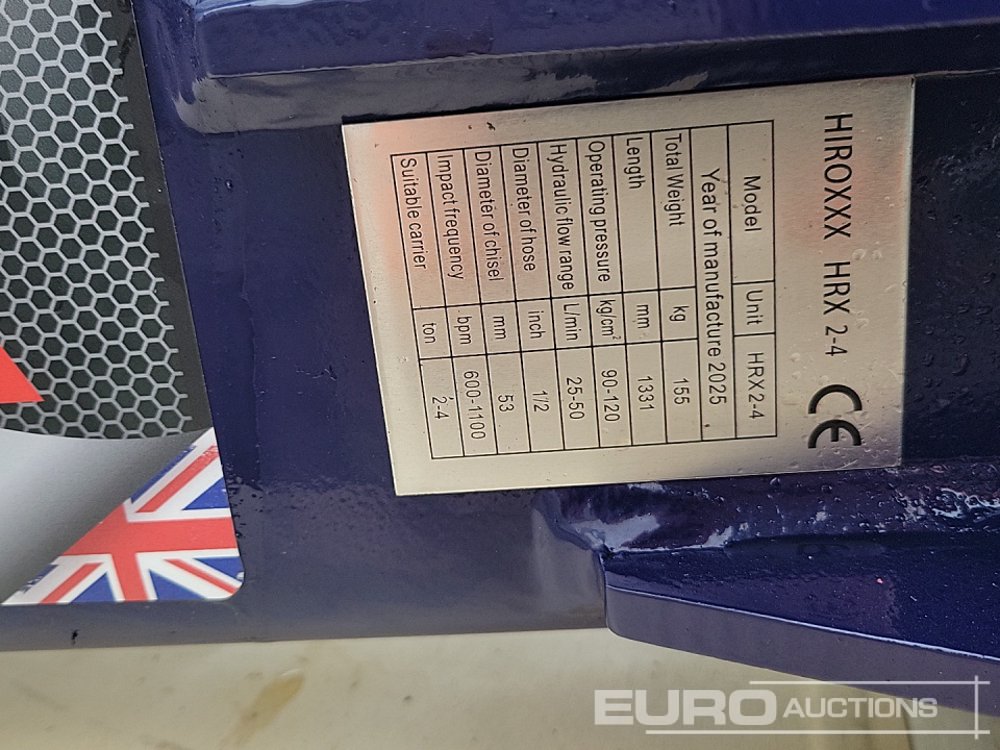 HIROXXX HRX 2-4 CE
Model Unit HRX2-4
Year of manufacture 2025
Total Weight kg 155
Length mm 1331
Operating pressure kg/cm² 90-120
Hydraulic flow range L/min 25-50
Diameter of hose inch 1/2
Diameter of chisel mm 53
Impact frequency bpm 600-1100
Suitable carrier ton 2-4
EURO AUCTIONS